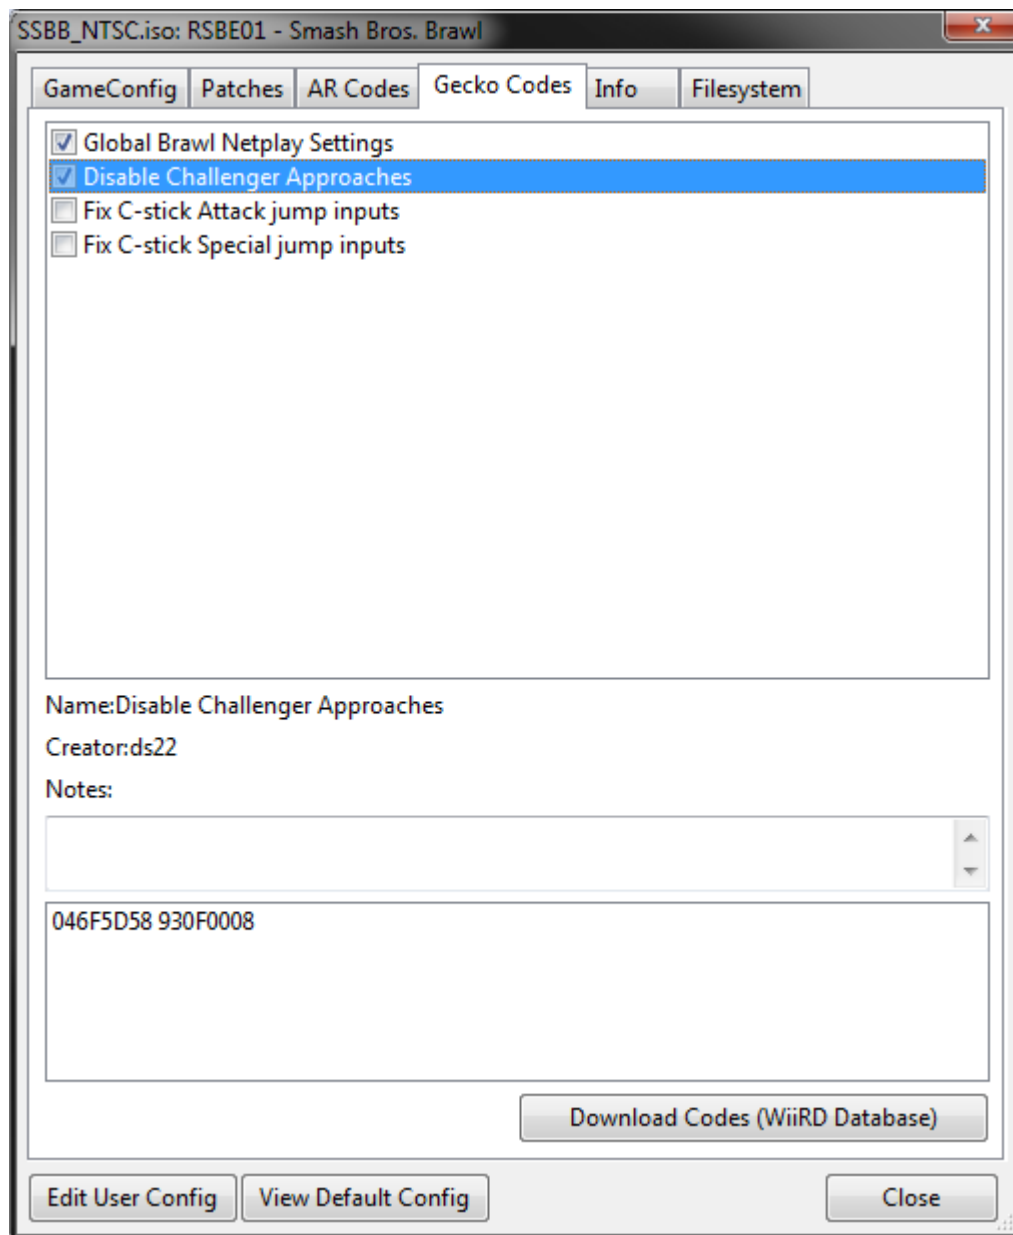 SSBB_NTSC.iso: RSBE01 - Smash Bros. Brawl
GameConfig Patches AR Codes Gecko Codes Info Filesystem
Global Brawl Netplay Settings
Disable Challenger Approaches
Fix C-stick Attack jump inputs
Fix C-stick Special jump inputs
Name:Disable Challenger Approaches
Creator:ds22
Notes:
046F5D58 930F0008
Download Codes (WiiRD Database)
Edit User Config View Default Config Close